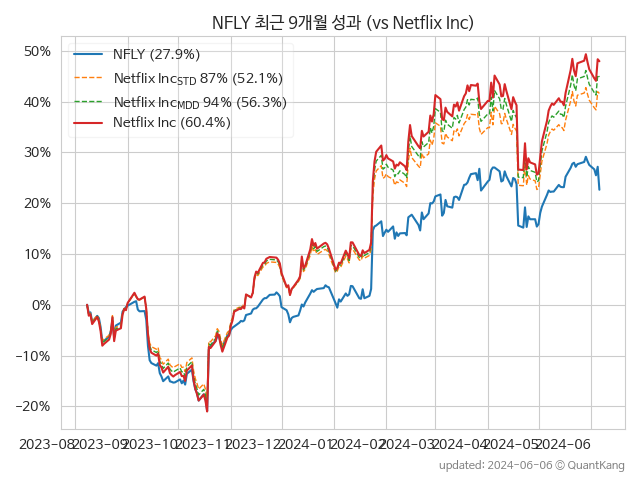 NFLY 최근 9개월 성과 (vs Netflix Inc)
NFLY (27.9%)
Netflix IncSTD 87% (52.1%)
Netflix IncMDD 94% (56.3%)
Netflix Inc (60.4%)
50%
40%
30%
20%
10%
0%
−10%
−20%
2023-08 2023-09 2023-10 2023-11 2023-12 2024-01 2024-02 2024-03 2024-04 2024-05 2024-06
updated: 2024-06-06 © QuantKang